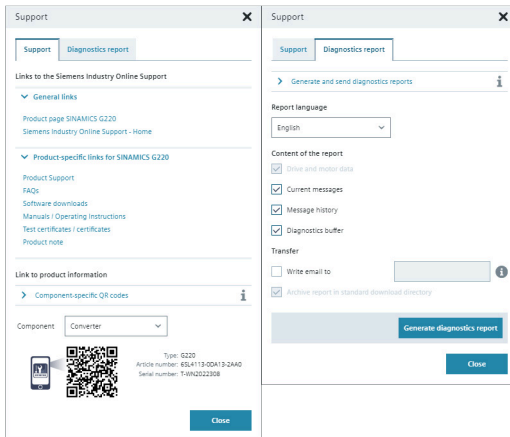 Support
Support
Diagnostics report
Links to the Siemens Industry Online Support
General links
Product page SINAMICS G220
Siemens Industry Online Support - Home
Product-specific links for SINAMICS G220
Product Support
FAQs
Software downloads
Manuals / Operating Instructions
Test certificates / certificates
Product note
Link to product information
Component-specific QR codes
Component
Converter
Type: G220
Article number: 6SL4113-0DA13-2AA0
Serial number: T-WN2022308
Close
Support
Support
Diagnostics report
Generate and send diagnostics reports
Report language
English
Content of the report
Drive and motor data
Current messages
Message history
Diagnostics buffer
Transfer
Write email to
Archive report in standard download directory
Generate diagnostics report
Close